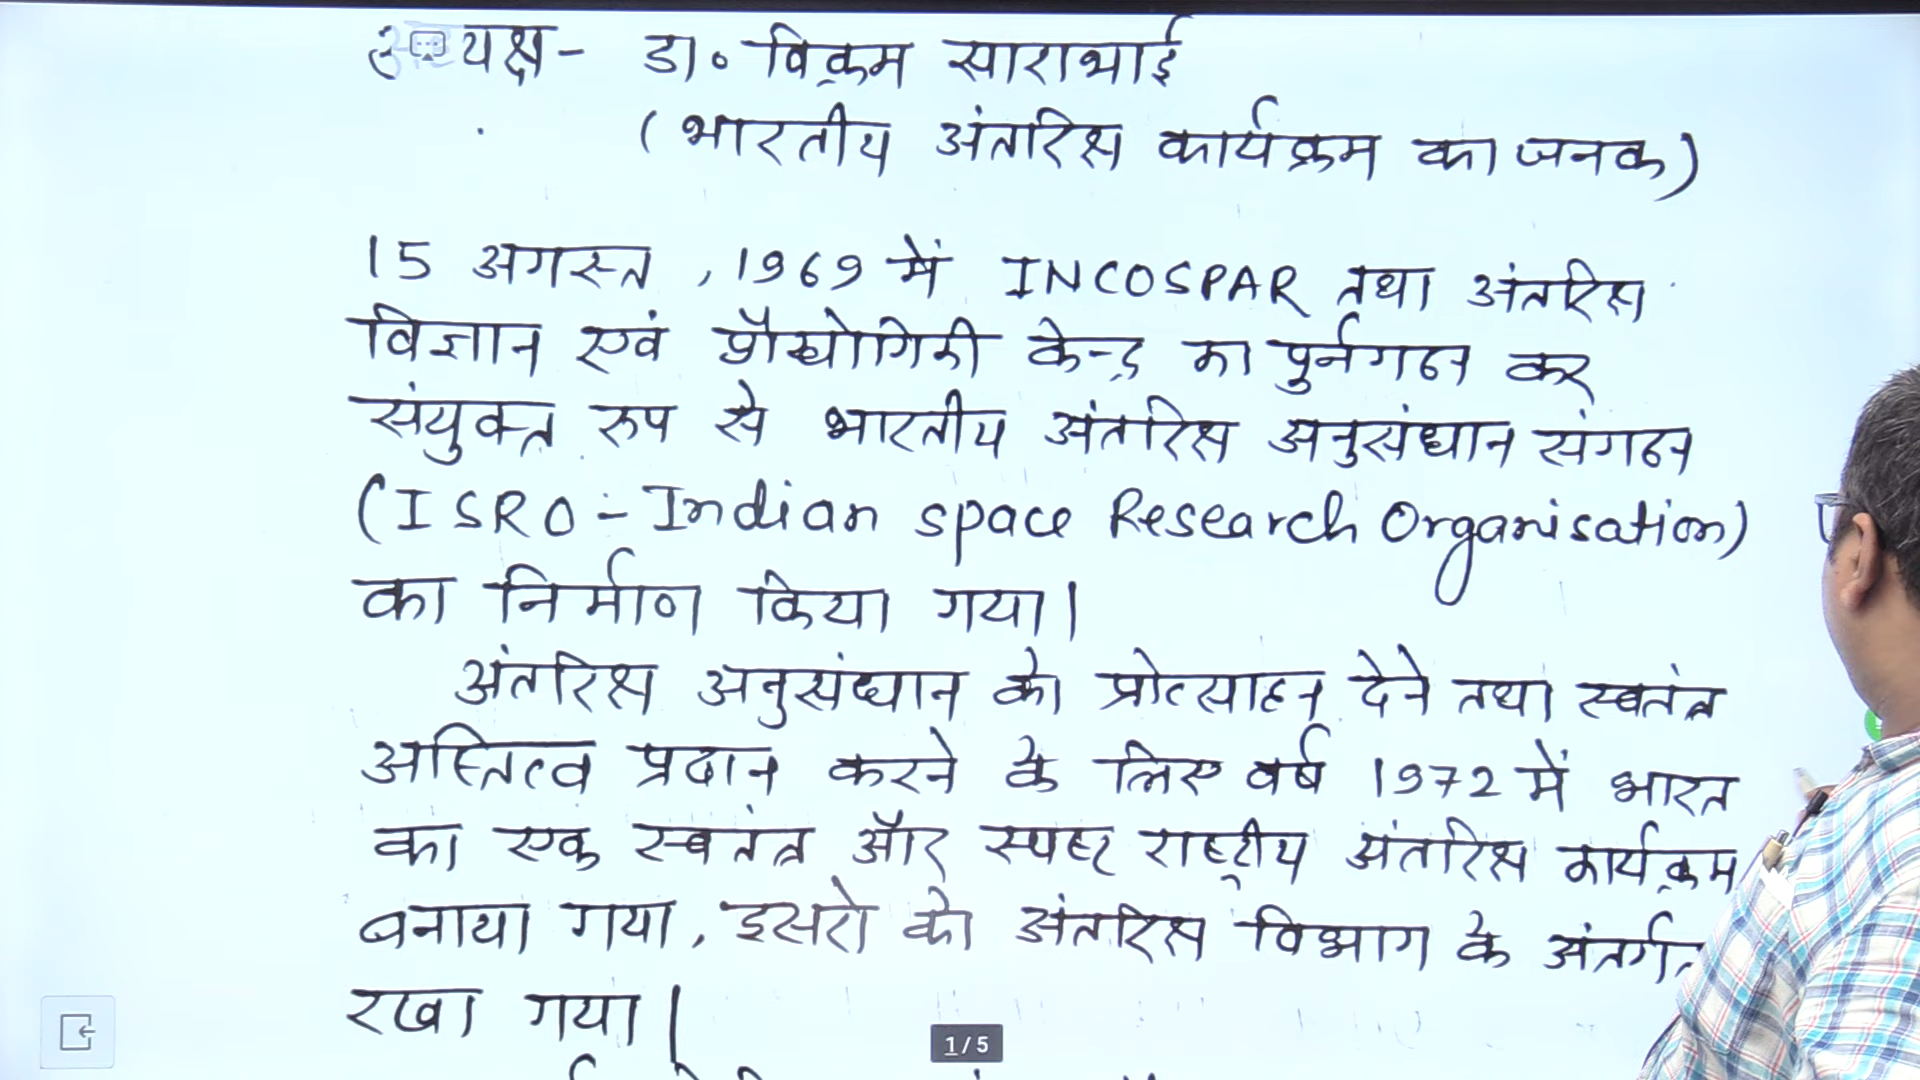 अध्यक्ष - डा० विक्रम साराभाई
(भारतीय अंतरिक्ष कार्यक्रम का जनक)
15 अगस्त, 1969 में INCOSPAR तथा अंतरिक्ष
विज्ञान एवं प्रौद्योगिकी केन्द्र का पुर्नगठन कर
संयुक्त रुप से भारतीय अंतरिक्ष अनुसंधान संगठन
(ISRO :- Indian space Research Organisation)
का निर्माण किया गया।
अंतरिक्ष अनुसंधान को प्रोत्साहन देने तथा स्वतंत्र
अस्तित्व प्रदान करने के लिए वर्ष 1972 में भारत
का एक स्वतंत्र और स्पष्ट राष्ट्रीय अंतरिक्ष कार्यक्रम
बनाया गया, इसरो को अंतरिक्ष विभाग के अंतर्गत
रखा गया।
1/5